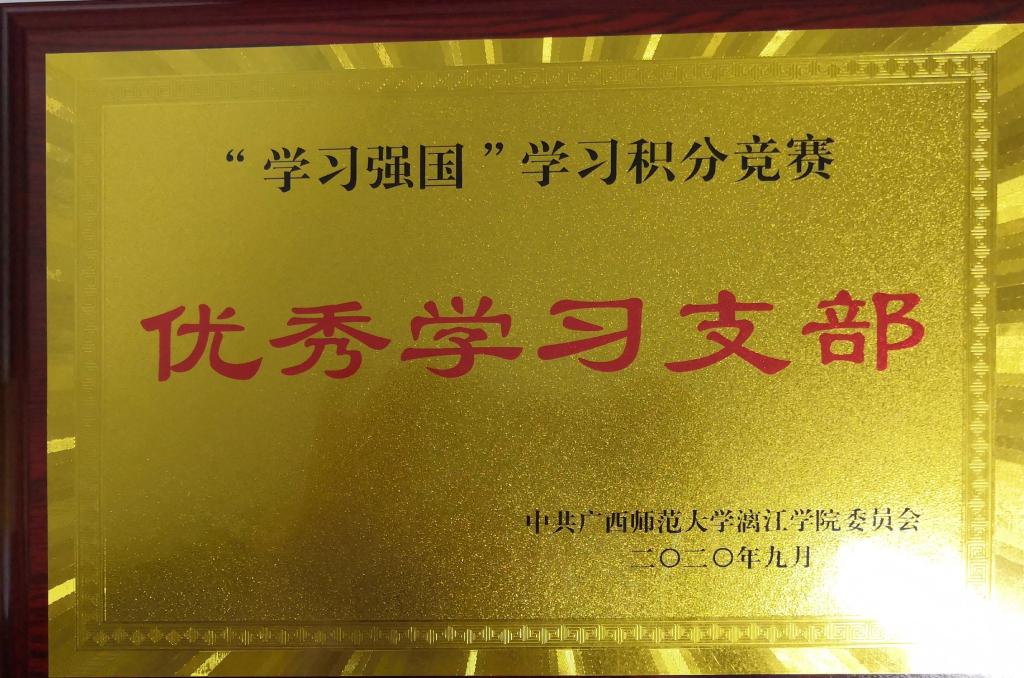 “学习强国”学习积分竞赛
优秀学习支部
中共广西师范大学漓江学院委员会
二〇二〇年九月